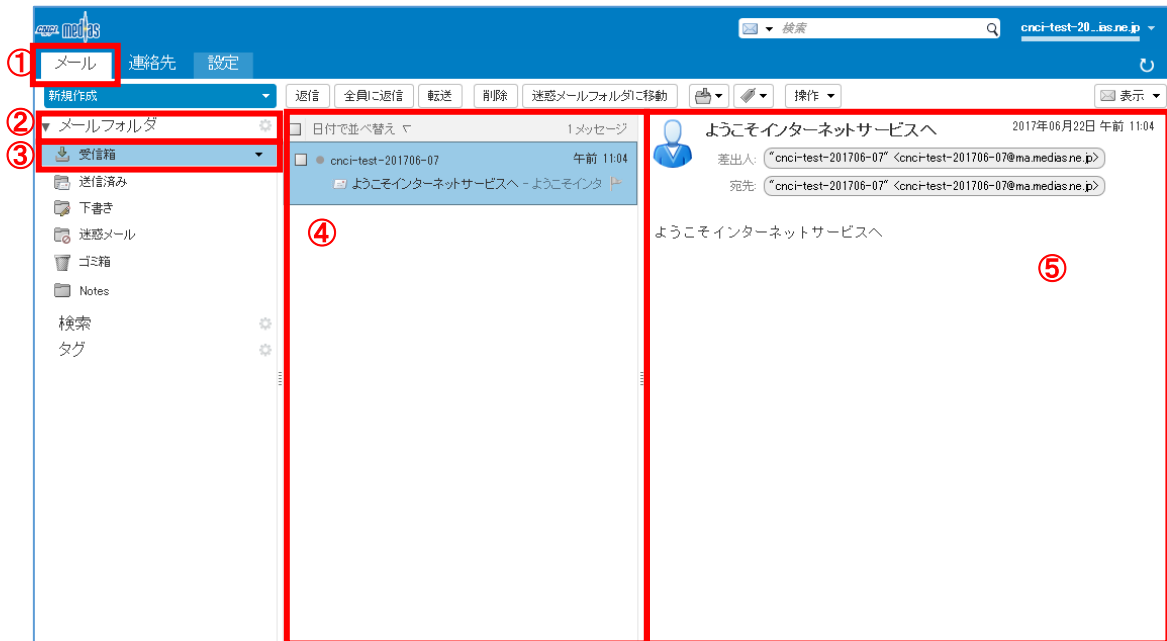 cncı medias
検索
cnci-test-20...ias.ne.jp
① メール 連絡先 設定
新規作成 返信 全員に返信 転送 削除 迷惑メールフォルダに移動 操作 表示
② メールフォルダ
③ 受信箱
送信済み
下書き
迷惑メール
ゴミ箱
Notes
検索
タグ
日付で並べ替え 1メッセージ
cnci-test-201706-07 午前 11:04
ようこそインターネットサービスへ - ようこそインタ
④
ようこそインターネットサービスへ 2017年06月22日 午前 11:04
差出人: "cnci-test-201706-07" <cnci-test-201706-07@ma.medias.ne.jp>
宛先: "cnci-test-201706-07" <cnci-test-201706-07@ma.medias.ne.jp>
ようこそインターネットサービスへ
⑤